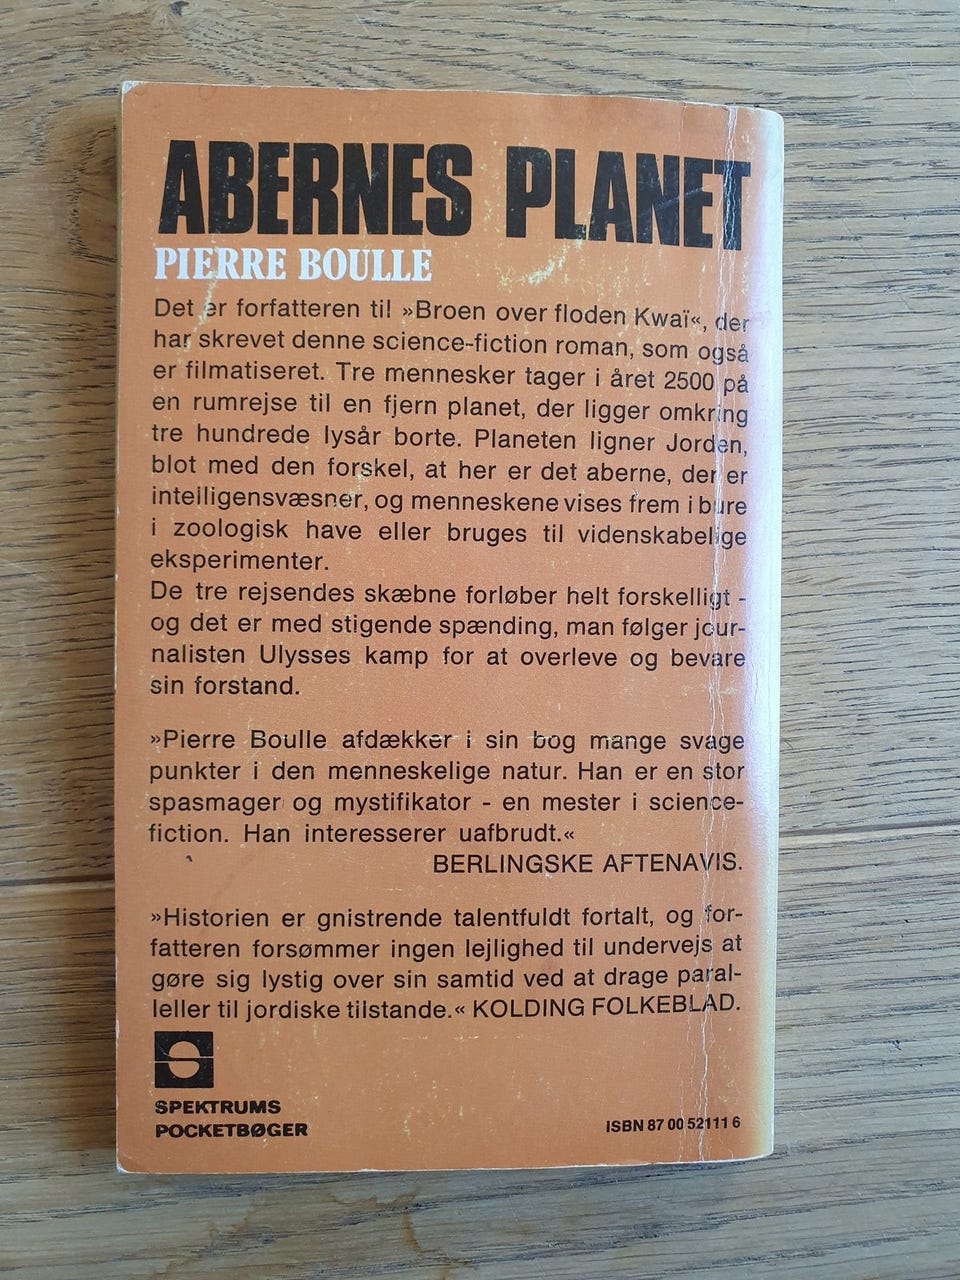 ABERNES PLANET
PIERRE BOULLE
Det er forfatteren til »Broen over floden Kwaï«, der
har skrevet denne science-fiction roman, som også
er filmatiseret. Tre mennesker tager i året 2500 på
en rumrejse til en fjern planet, der ligger omkring
tre hundrede lysår borte. Planeten ligner Jorden,
blot med den forskel, at her er det aberne, der er
intelligensvæsner, og menneskene vises frem i bure
i zoologisk have eller bruges til videnskabelige
eksperimenter.
De tre rejsendes skæbne forløber helt forskelligt -
og det er med stigende spænding, man følger jour-
nalisten Ulysses kamp for at overleve og bevare
sin forstand.
»Pierre Boulle afdækker i sin bog mange svage
punkter i den menneskelige natur. Han er en stor
spasmager og mystifikator - en mester i science-
fiction. Han interesserer uafbrudt.«
BERLINGSKE AFTENAVIS.
»Historien er gnistrende talentfuldt fortalt, og for-
fatteren forsømmer ingen lejlighed til undervejs at
gøre sig lystig over sin samtid ved at drage paral-
leller til jordiske tilstande.« KOLDING FOLKEBLAD.
SPEKTRUMS
POCKETBØGER
ISBN 87 00 52111 6